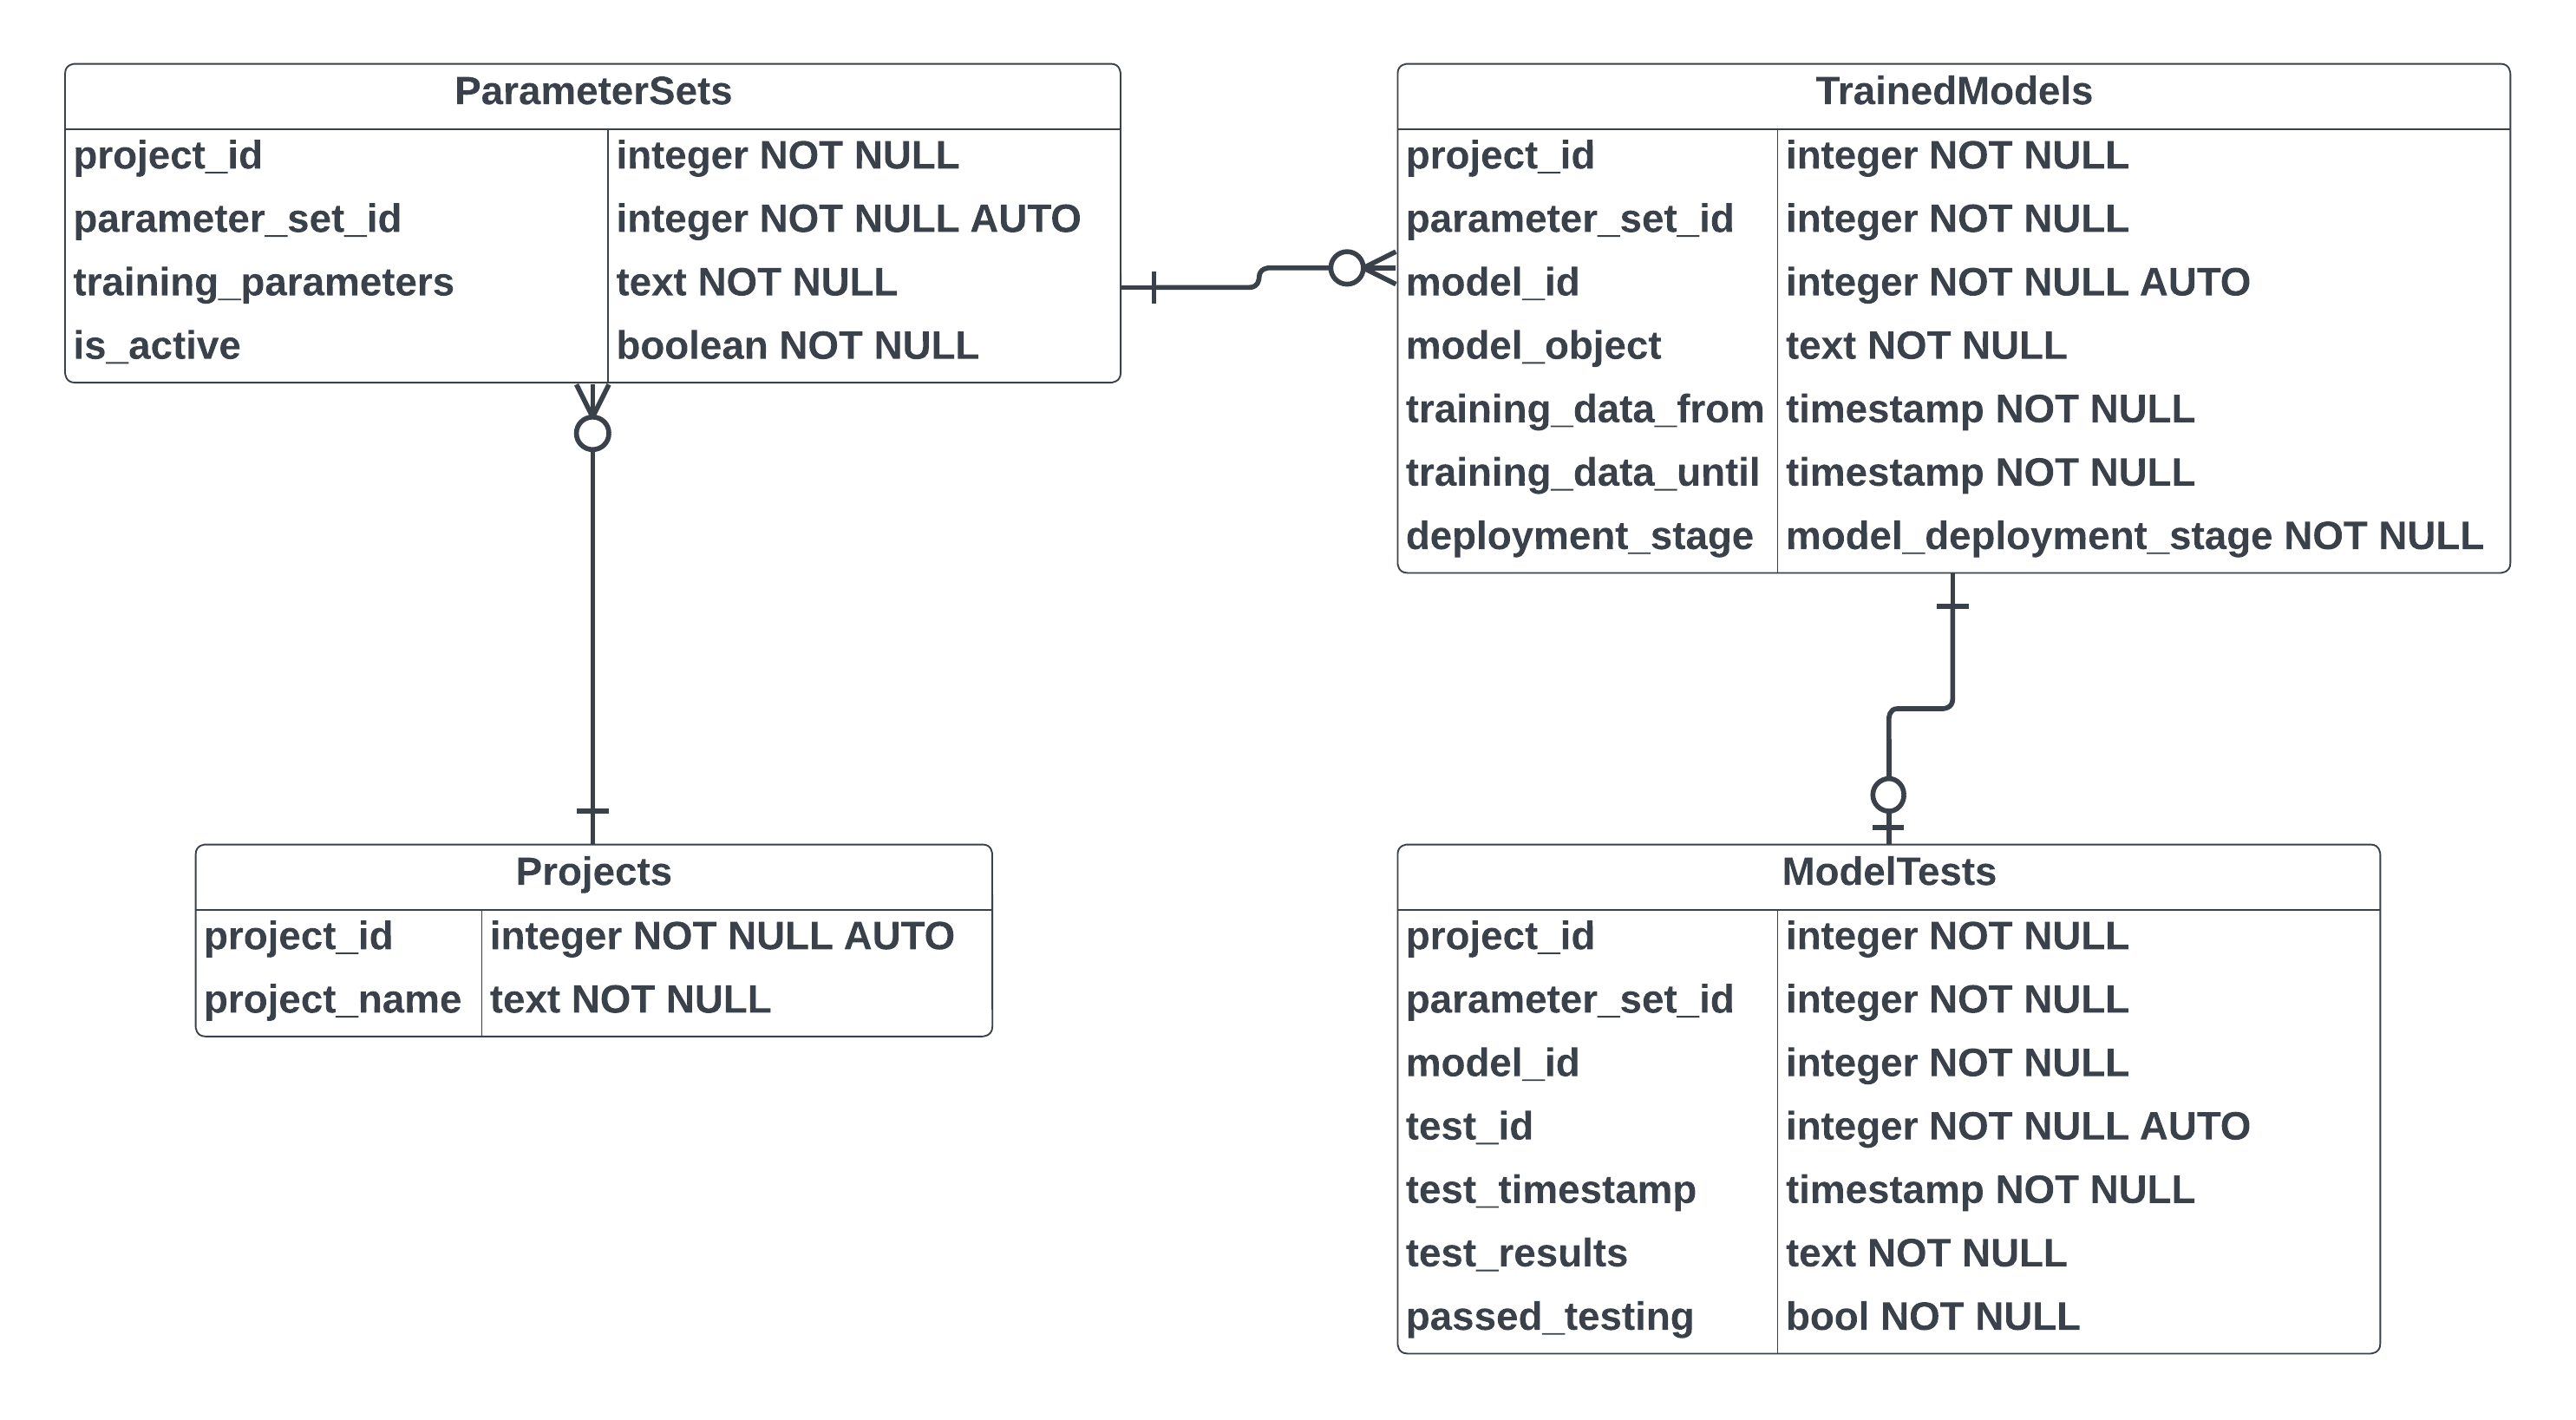 ParameterSets
project_id integer NOT NULL
parameter_set_id integer NOT NULL AUTO
training_parameters text NOT NULL
is_active boolean NOT NULL
TrainedModels
project_id integer NOT NULL
parameter_set_id integer NOT NULL
model_id integer NOT NULL AUTO
model_object text NOT NULL
training_data_from timestamp NOT NULL
training_data_until timestamp NOT NULL
deployment_stage model_deployment_stage NOT NULL
Projects
project_id integer NOT NULL AUTO
project_name text NOT NULL
ModelTests
project_id integer NOT NULL
parameter_set_id integer NOT NULL
model_id integer NOT NULL
test_id integer NOT NULL AUTO
test_timestamp timestamp NOT NULL
test_results text NOT NULL
passed_testing bool NOT NULL